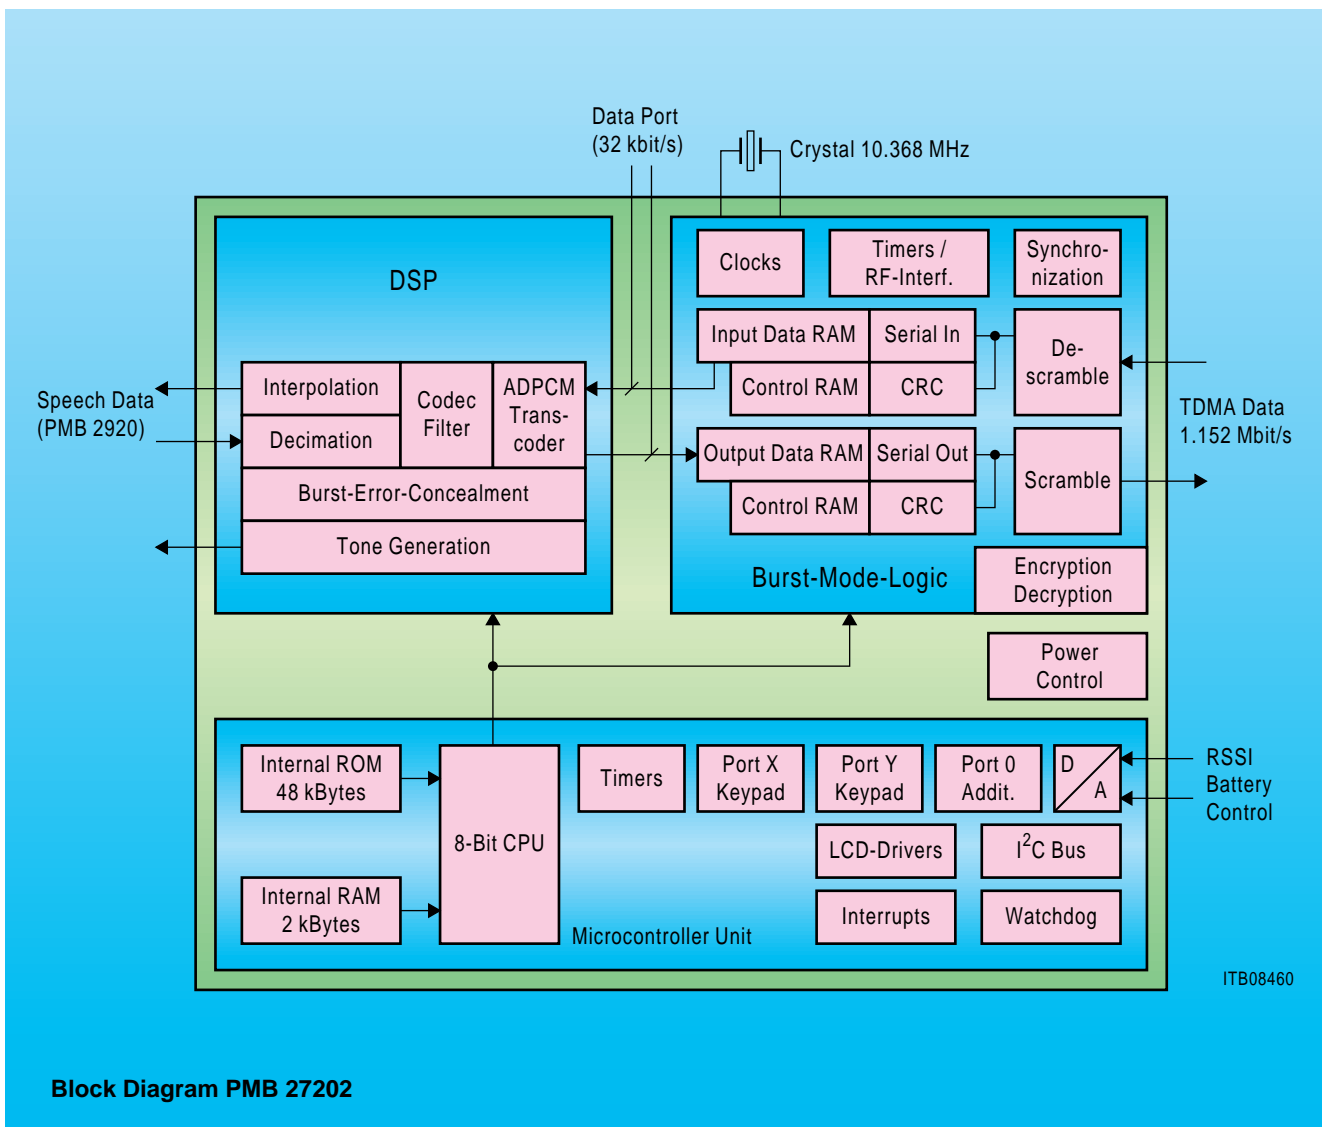 Data Port
(32 kbit/s)
Crystal 10.368 MHz
DSP
Clocks
Timers /
RF-Interf.
Synchro-
nization
Input Data RAM
Serial In
De-
scramble
Control RAM
CRC
Interpolation
Codec
Filter
ADPCM
Trans-
coder
Speech Data
(PMB 2920)
Decimation
TDMA Data
1.152 Mbit/s
Output Data RAM
Serial Out
Scramble
Control RAM
CRC
Burst-Error-Concealment
Tone Generation
Burst-Mode-Logic
Encryption
Decryption
Power
Control
Internal ROM
48 kBytes
8-Bit CPU
Timers
Port X
Keypad
Port Y
Keypad
Port 0
Addit.
D
A
RSSI
Battery
Control
LCD-Drivers
I2C Bus
Internal RAM
2 kBytes
Interrupts
Watchdog
Microcontroller Unit
ITB08460
Block Diagram PMB 27202